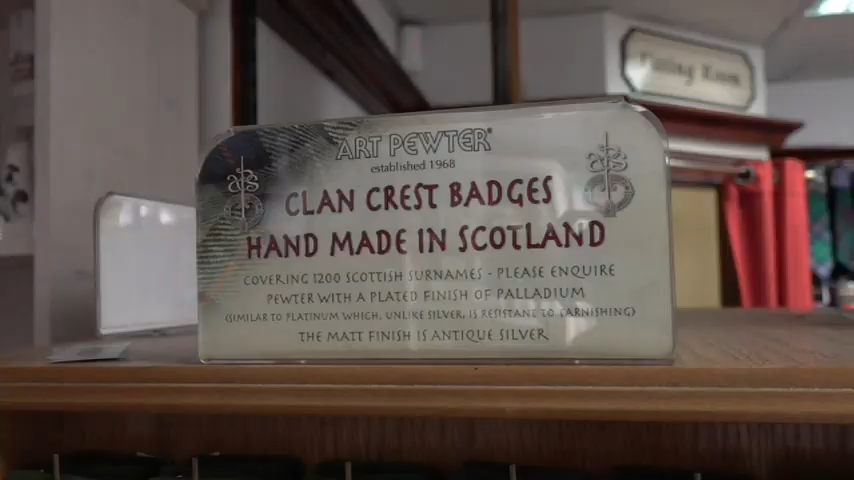 Fitting Room
ART PEWTER®
established 1968
CLAN CREST BADGES
HAND MADE IN SCOTLAND
COVERING 1200 SCOTTISH SURNAMES - PLEASE ENQUIRE
PEWTER WITH A PLATED FINISH OF PALLADIUM
(SIMILAR TO PLATINUM WHICH, UNLIKE SILVER, IS RESISTANT TO TARNISHING)
THE MATT FINISH IS ANTIQUE SILVER